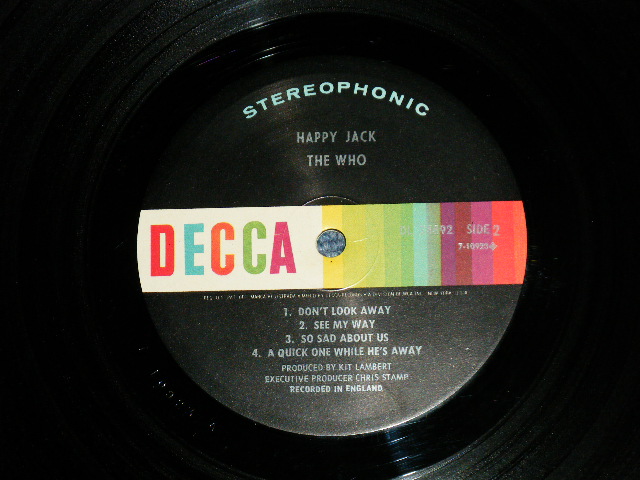 STEREOPHONIC
HAPPY JACK
THE WHO
DECCA
SIDE 2
7-10923
1. DON'T LOOK AWAY
2. SEE MY WAY
3. SO SAD ABOUT US
4. A QUICK ONE WHILE HE'S AWAY
PRODUCED BY KIT LAMBERT
EXECUTIVE PRODUCER CHRIS STAMP
RECORDED IN ENGLAND